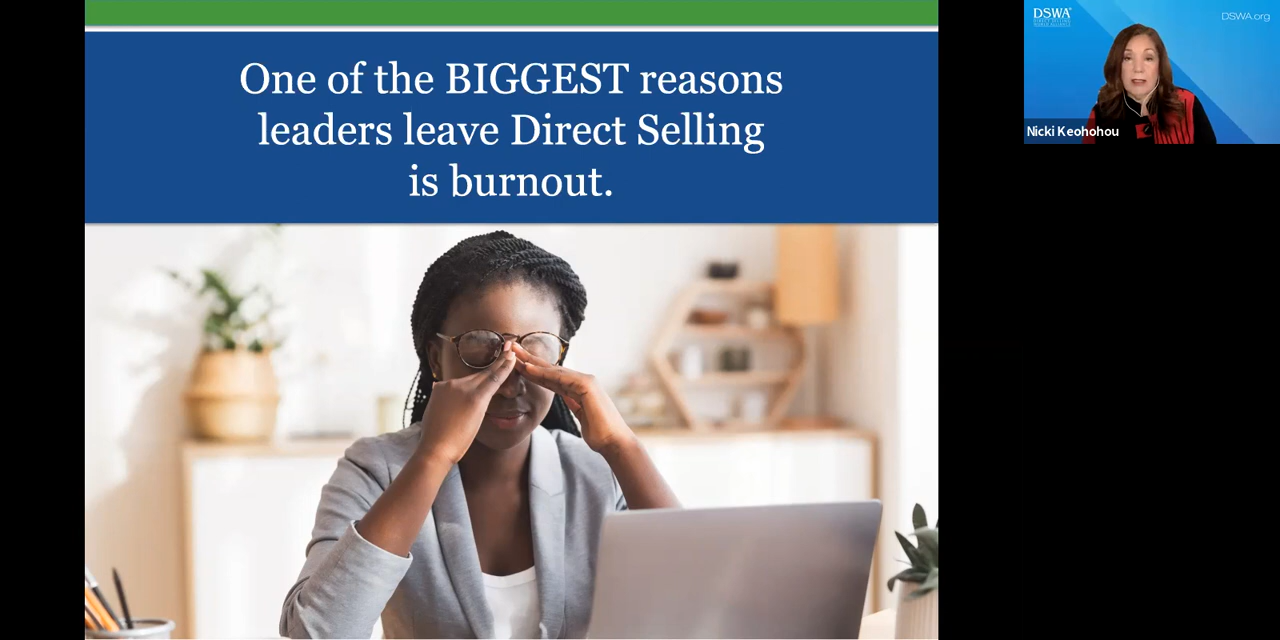 One of the BIGGEST reasons
leaders leave Direct Selling
is burnout.
DSWA
DSWA.org
Nicki Keohohou